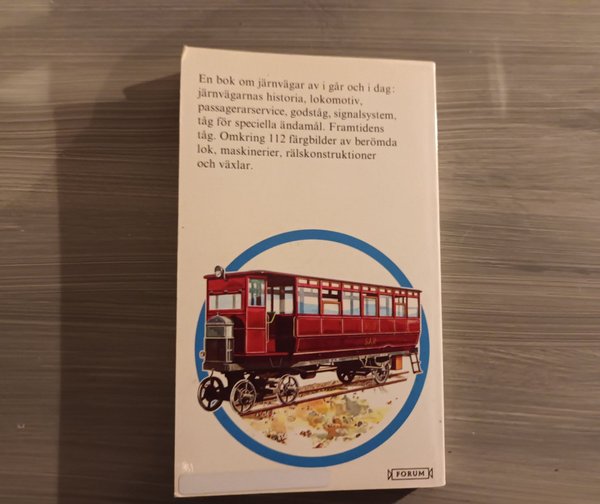 En bok om järnvägar av i går och i dag:
järnvägarnas historia, lokomotiv,
passagerarservice, godståg, signalsystem,
tåg för speciella ändamål. Framtidens
tåg. Omkring 112 färgbilder av berömda
lok, maskinerier, rälskonstruktioner
och växlar.
FORUM